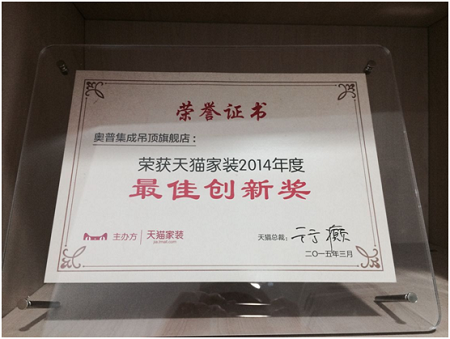 荣誉证书
奥普集成吊顶旗舰店：
荣获天猫家装2014年度
最佳创新奖
主办方 天猫家装
天猫总裁：
二〇一五年三月